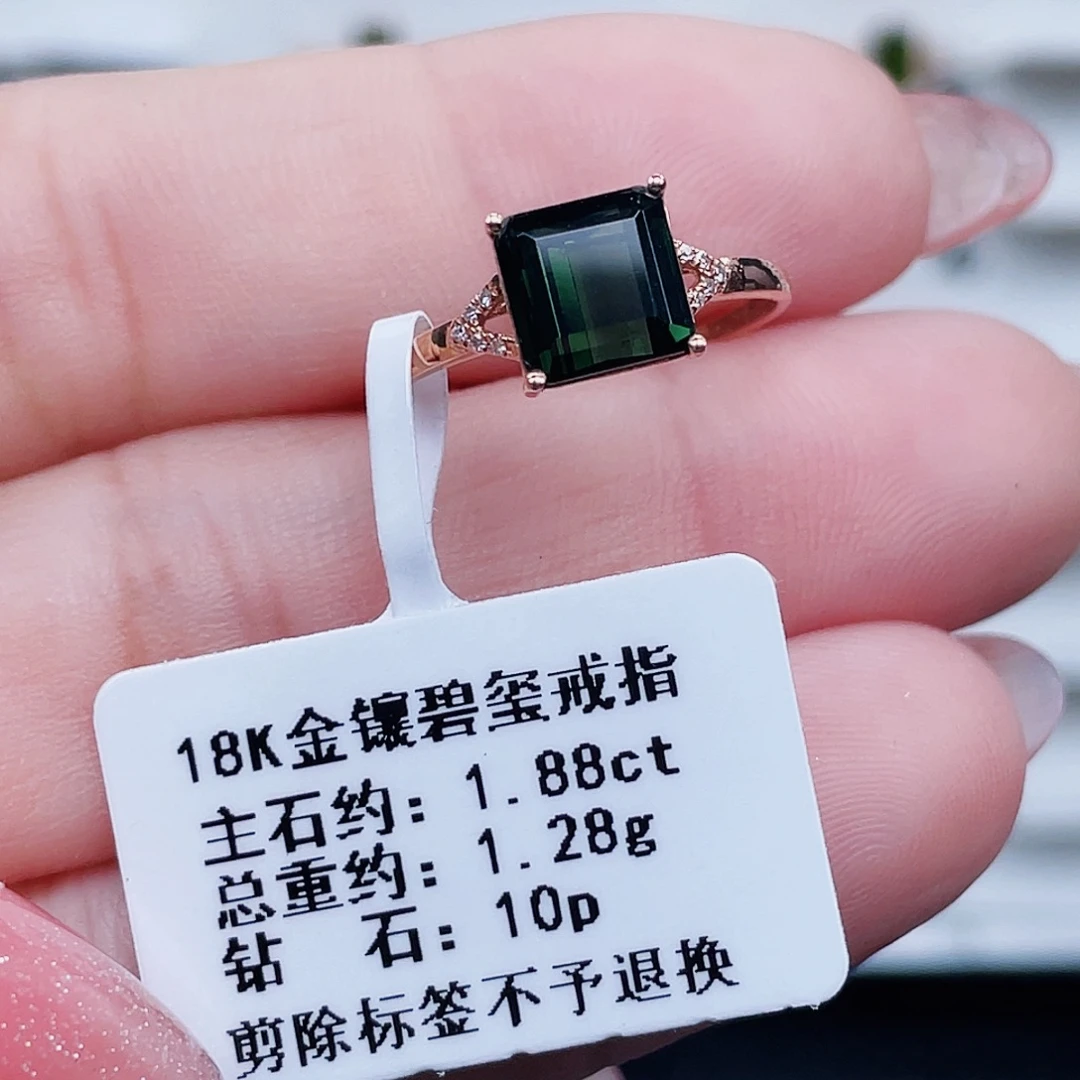 18K金镶碧玺戒指
主石约：1.88ct
总重约：1.28g
钻 石：10p
剪除标签不予退换